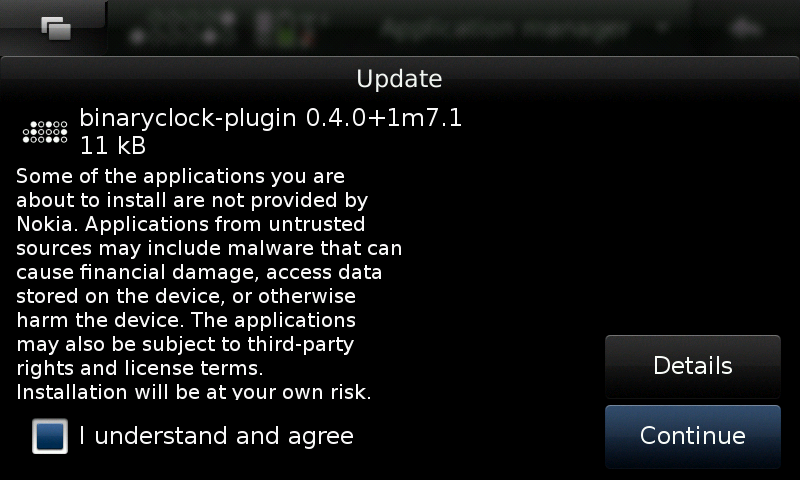 Application manager
Update
binaryclock-plugin 0.4.0+1m7.1
11 kB
Some of the applications you are
about to install are not provided by
Nokia. Applications from untrusted
sources may include malware that can
cause financial damage, access data
stored on the device, or otherwise
harm the device. The applications
may also be subject to third-party
rights and license terms.
Installation will be at your own risk.
Details
I understand and agree
Continue